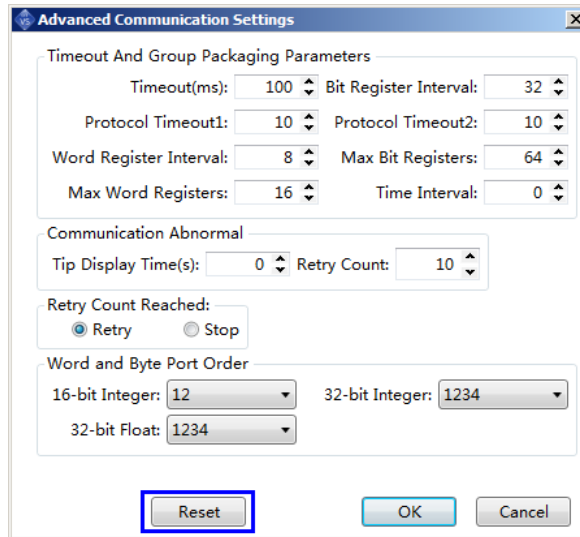 VS Advanced Communication Settings
Timeout And Group Packaging Parameters
Timeout(ms): 100 Bit Register Interval: 32
Protocol Timeout1: 10 Protocol Timeout2: 10
Word Register Interval: 8 Max Bit Registers: 64
Max Word Registers: 16 Time Interval: 0
Communication Abnormal
Tip Display Time(s): 0 Retry Count: 10
Retry Count Reached:
Retry Stop
Word and Byte Port Order
16-bit Integer: 12 32-bit Integer: 1234
32-bit Float: 1234
Reset OK Cancel